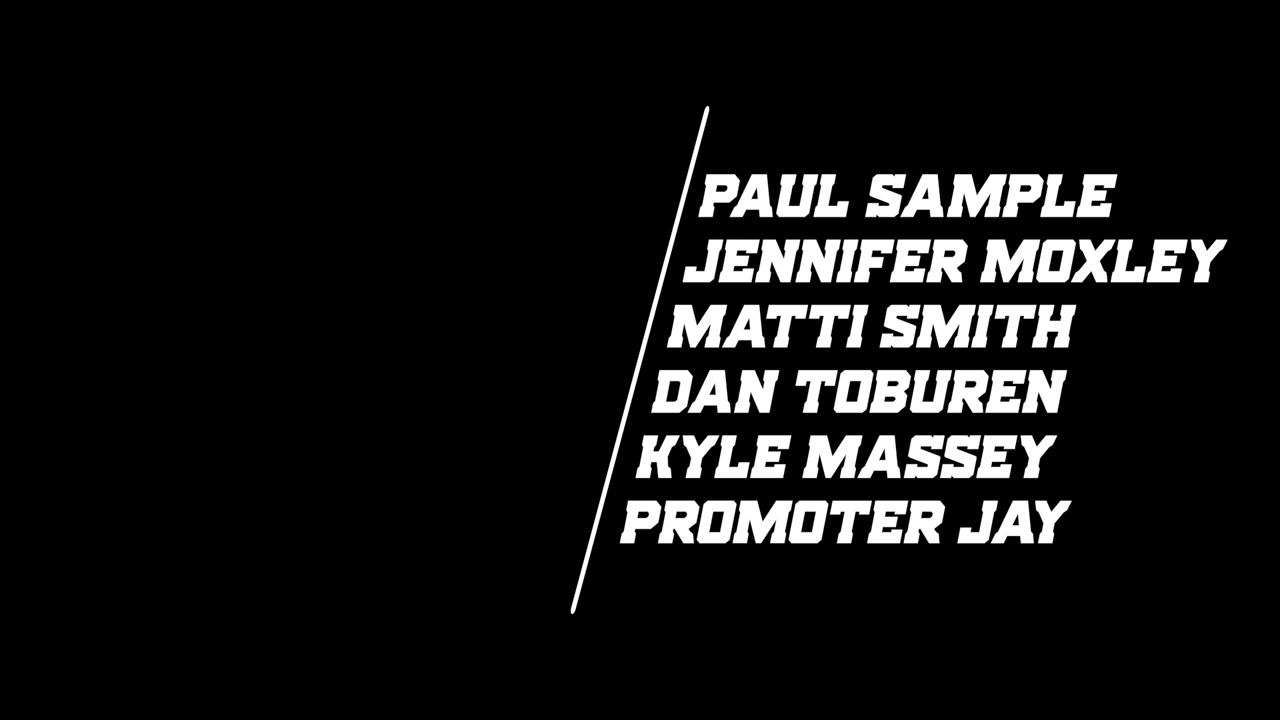 PAUL SAMPLE
JENNIFER MOXLEY
MATTI SMITH
DAN TOBUREN
KYLE MASSEY
PROMOTER JAY